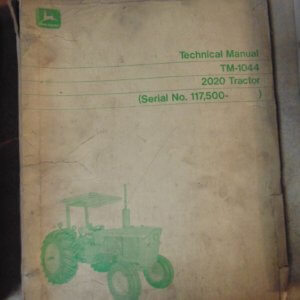 Technical Manual
TM-1044
2020 Tractor
(Serial No. 117,500- )